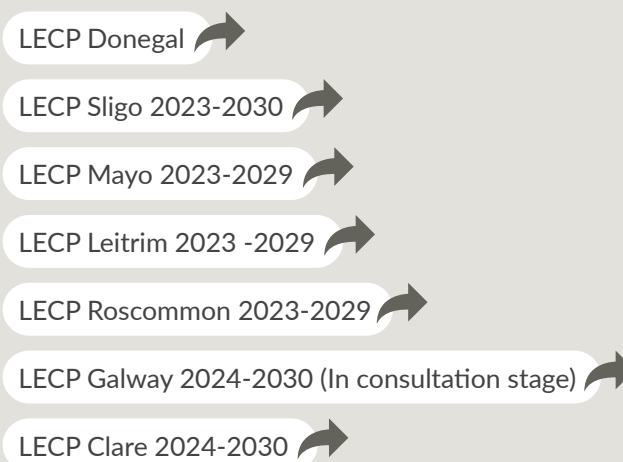 LECP Donegal
LECP Sligo 2023-2030
LECP Mayo 2023-2029
LECP Leitrim 2023 -2029
LECP Roscommon 2023-2029
LECP Galway 2024-2030 (In consultation stage)
LECP Clare 2024-2030